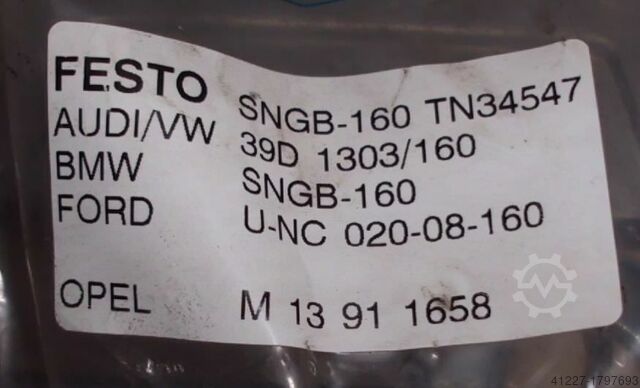 FESTO SNGB-160 TN34547
AUDI/VW 39D 1303/160
BMW SNGB-160
FORD U-NC 020-08-160
OPEL M 13 91 1658
41227-1797693